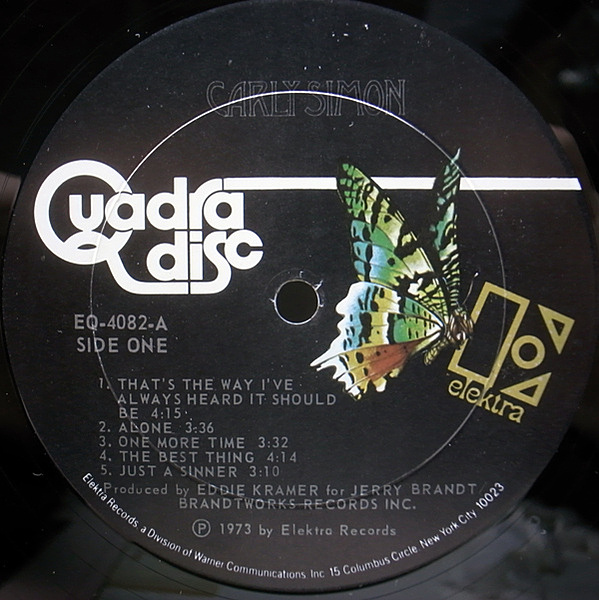 CARLY SIMON
Quadra
disc
EQ-4082-A
SIDE ONE
elektra
1. THAT'S THE WAY I'VE
ALWAYS HEARD IT SHOULD
BE 4:15
2. ALONE 3:36
3. ONE MORE TIME 3:32
4. THE BEST THING 4:14
5. JUST A SINNER 3:10
Produced by EDDIE KRAMER for JERRY BRANDT
BRANDTWORKS RECORDS INC.
℗ 1973 by Elektra Records
Elektra Records a Division of Warner Communications Inc 15 Columbus Circle New York City 10023